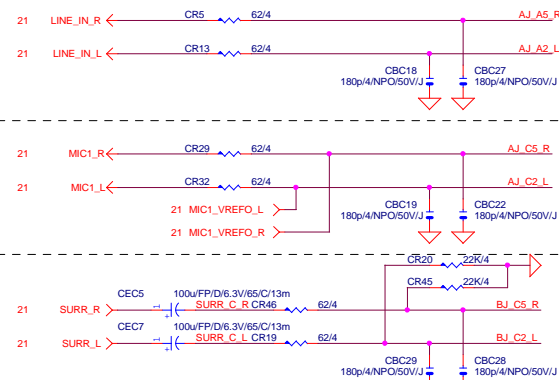 21 LINE_IN_R CR5 62/4 AJ_A5_R
21 LINE_IN_L CR13 62/4 AJ_A2_L
CBC18 CBC27
180p/4/NPO/50V/J 180p/4/NPO/50V/J
21 MIC1_R CR29 62/4 AJ_C5_R
21 MIC1_L CR32 62/4 AJ_C2_L
21 MIC1_VREFO_L CBC19 CBC22
180p/4/NPO/50V/J 180p/4/NPO/50V/J
21 MIC1_VREFO_R
CR20 22K/4
CR45 22K/4
CEC5 100u/FP/D/6.3V/65/C/13m
21 SURR_R 1 + SURR_C_R CR46 62/4 BJ_C5_R
CEC7 100u/FP/D/6.3V/65/C/13m
21 SURR_L 1 + SURR_C_L CR19 62/4 BJ_C2_L
CBC29 CBC28
180p/4/NPO/50V/J 180p/4/NPO/50V/J